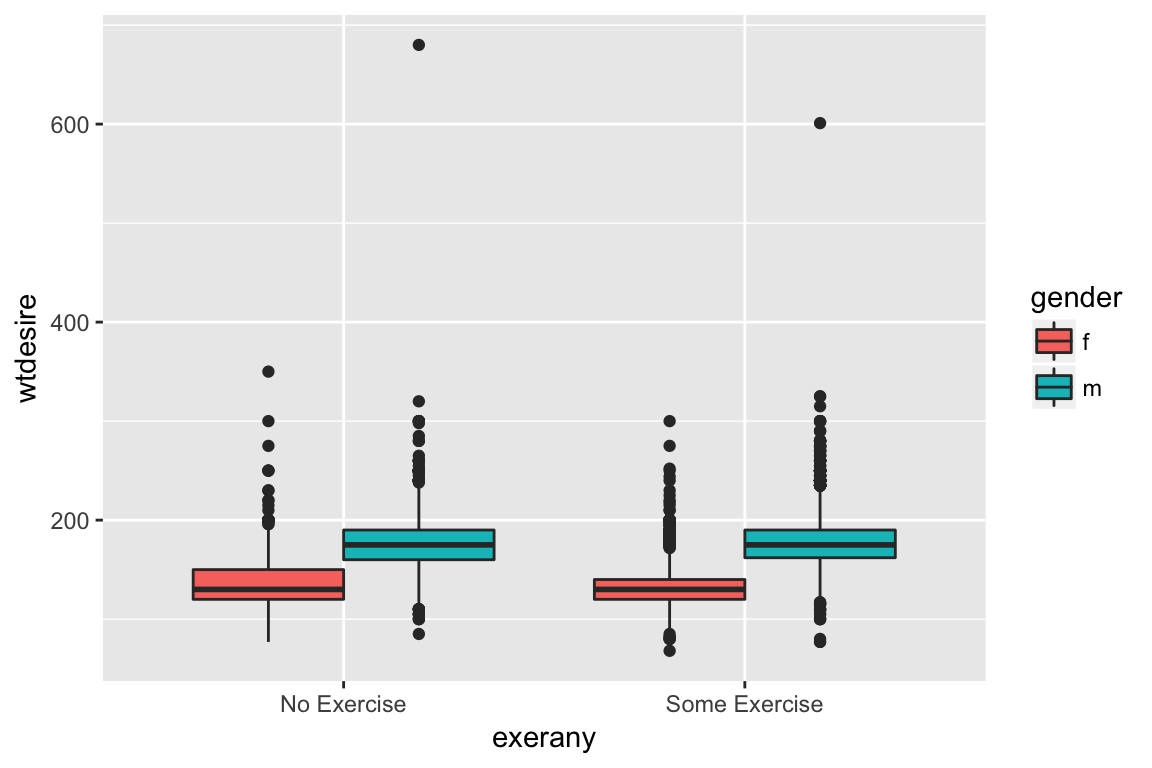 600
400
200
wtdesire
No Exercise
Some Exercise
exerany
gender
f
m